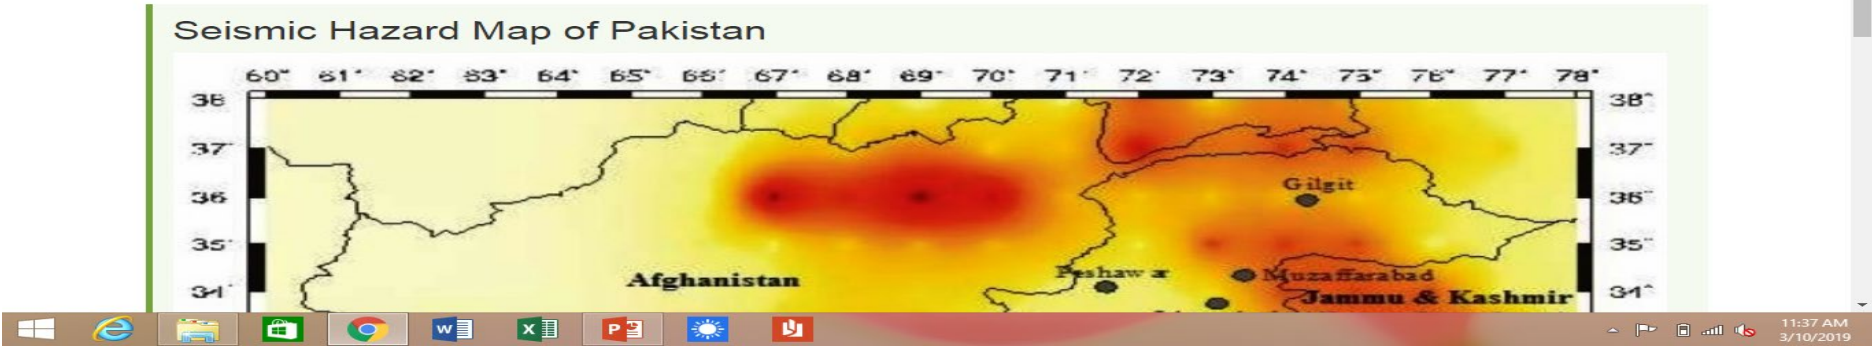 Seismic Hazard Map of Pakistan
60° 61° 62° 63° 64° 65° 66° 67° 68° 69° 70° 71° 72° 73° 74° 75° 76° 77° 78°
38 38°
37° 37°
Gilgit
36 36°
35° 35°
Peshawar Muzaffarabad
Afghanistan
34° Jammu & Kashmir 34°
11:37 AM
3/10/2019